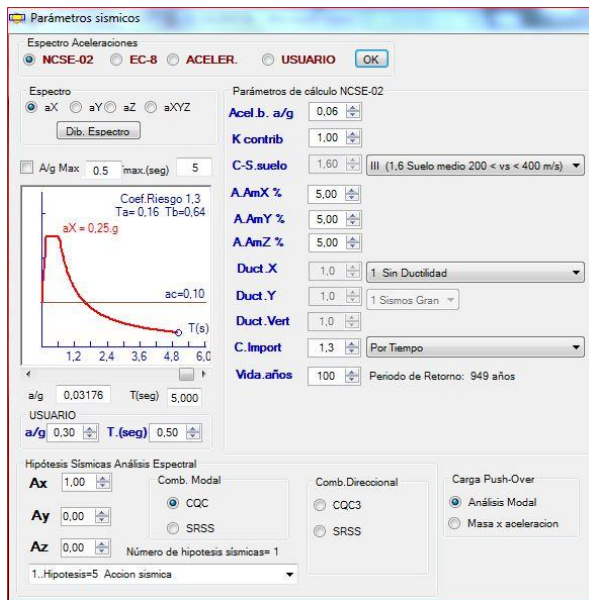 Parámetros sismicos
Espectro Aceleraciones
NCSE-02 EC-8 ACELER. USUARIO OK
Espectro
aX aY aZ aXYZ
Dib. Espectro
A/g Max 0.5 max.(seg) 5
Coef.Riesgo 1,3
Ta= 0,16 Tb=0,64
aX = 0,25.g
ac=0,10
T(s)
1,2 2,4 3,6 4,8 6,0
a/g 0,03176 T(seg) 5,000
USUARIO
a/g 0,30 T.(seg) 0,50
Parámetros de cálculo NCSE-02
Acel.b. a/g 0,06
K contrib 1,00
C-S.suelo 1,60 III (1,6 Suelo medio 200 < vs < 400 m/s)
A.AmX % 5,00
A.AmY % 5,00
A.AmZ % 5,00
Duct.X 1,0 1 Sin Ductilidad
Duct.Y 1,0 1 Sismos Gran
Duct.Vert 1,0
C.Import 1,3 Por Tiempo
Vida.años 100 Periodo de Retorno: 949 años
Hipótesis Sísmicas Análisis Espectral
Ax 1,00
Ay 0,00
Az 0,00
Comb. Modal
CQC
SRSS
Número de hipotesis sísmicas= 1
1..Hipotesis=5 Accion sismica
Comb.Direccional
CQC3
SRSS
Carga Push-Over
Análisis Modal
Masa x aceleracion